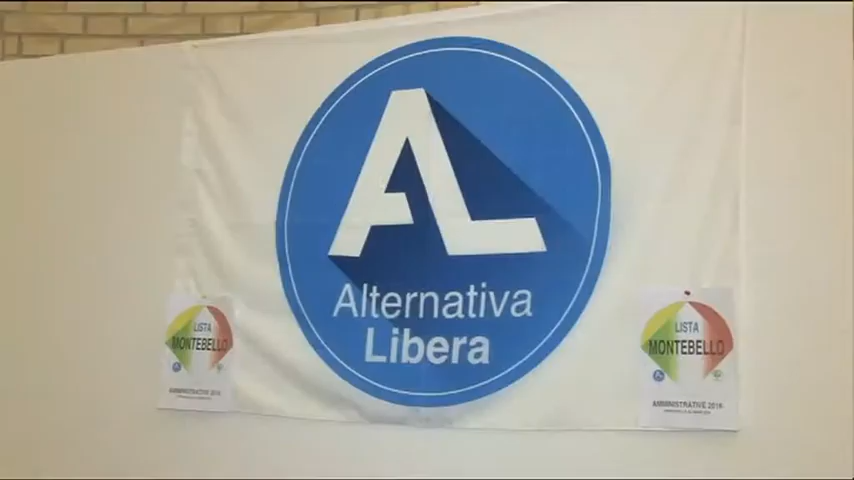 AL
Alternativa
Libera
LISTA
MONTEBELLO
AMMINISTRATIVE 2016
LISTA
MONTEBELLO
AMMINISTRATIVE 2016